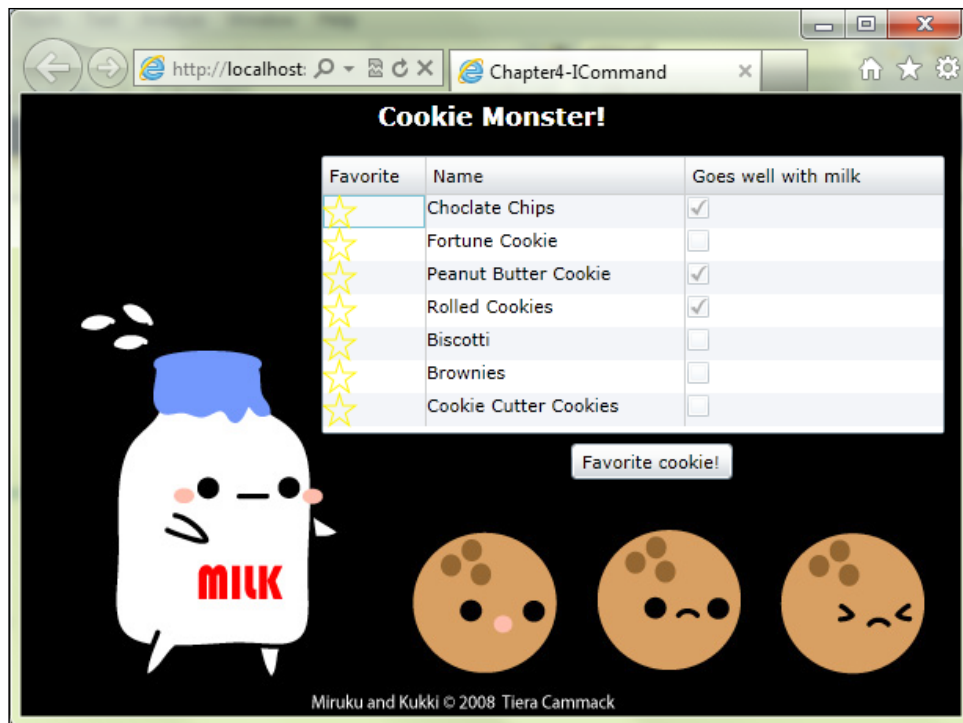 http://localhost:
Chapter4-ICommand
Cookie Monster!
Favorite Name Goes well with milk
Choclate Chips
Fortune Cookie
Peanut Butter Cookie
Rolled Cookies
Biscotti
Brownies
Cookie Cutter Cookies
Favorite cookie!
MILK
Miruku and Kukki © 2008 Tiera Cammack